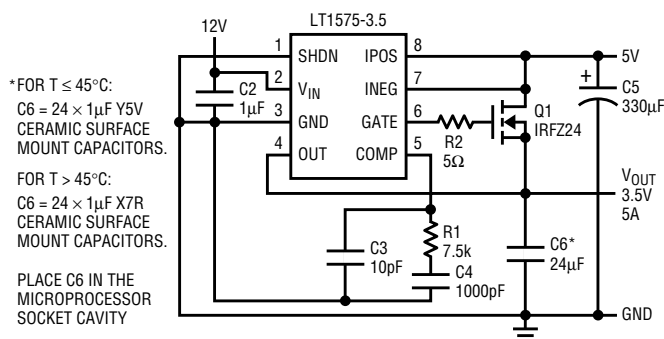 LT1575-3.5
12V
1 SHDN
2 VIN
3 GND
4 OUT
IPOS 8
INEG 7
GATE 6
COMP 5
5V
+
C5
330µF
C2
1µF
Q1
IRFZ24
R2
5Ω
VOUT
3.5V
5A
R1
7.5k
C3
10pF
C4
1000pF
C6*
24µF
GND
*FOR T ≤ 45°C:
C6 = 24 × 1µF Y5V
CERAMIC SURFACE
MOUNT CAPACITORS.
FOR T > 45°C:
C6 = 24 × 1µF X7R
CERAMIC SURFACE
MOUNT CAPACITORS.
PLACE C6 IN THE
MICROPROCESSOR
SOCKET CAVITY